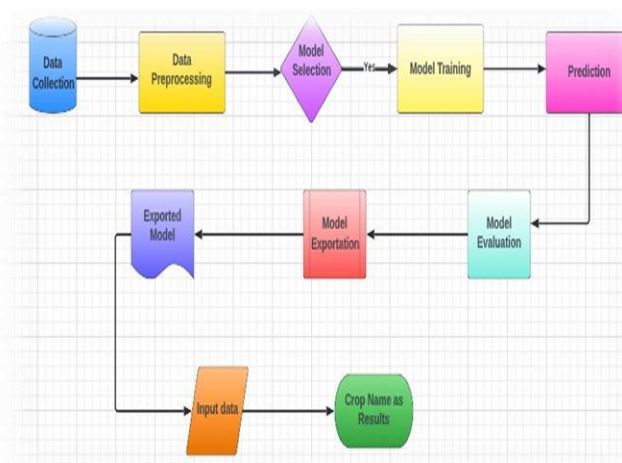 Data
Collection
Data
Preprocessing
Model
Selection
Yes
Model Training
Prediction
Exported
Model
Model
Exportation
Model
Evaluation
Input data
Crop Name as
Results